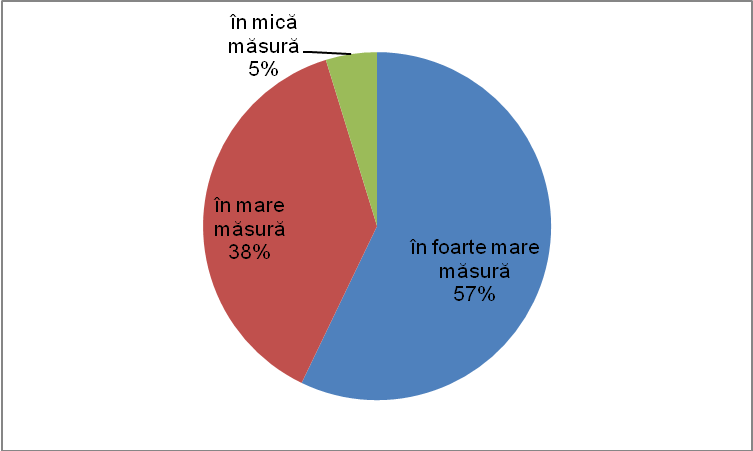 în mică
măsură
5%
în mare
măsură
38%
în foarte mare
măsură
57%